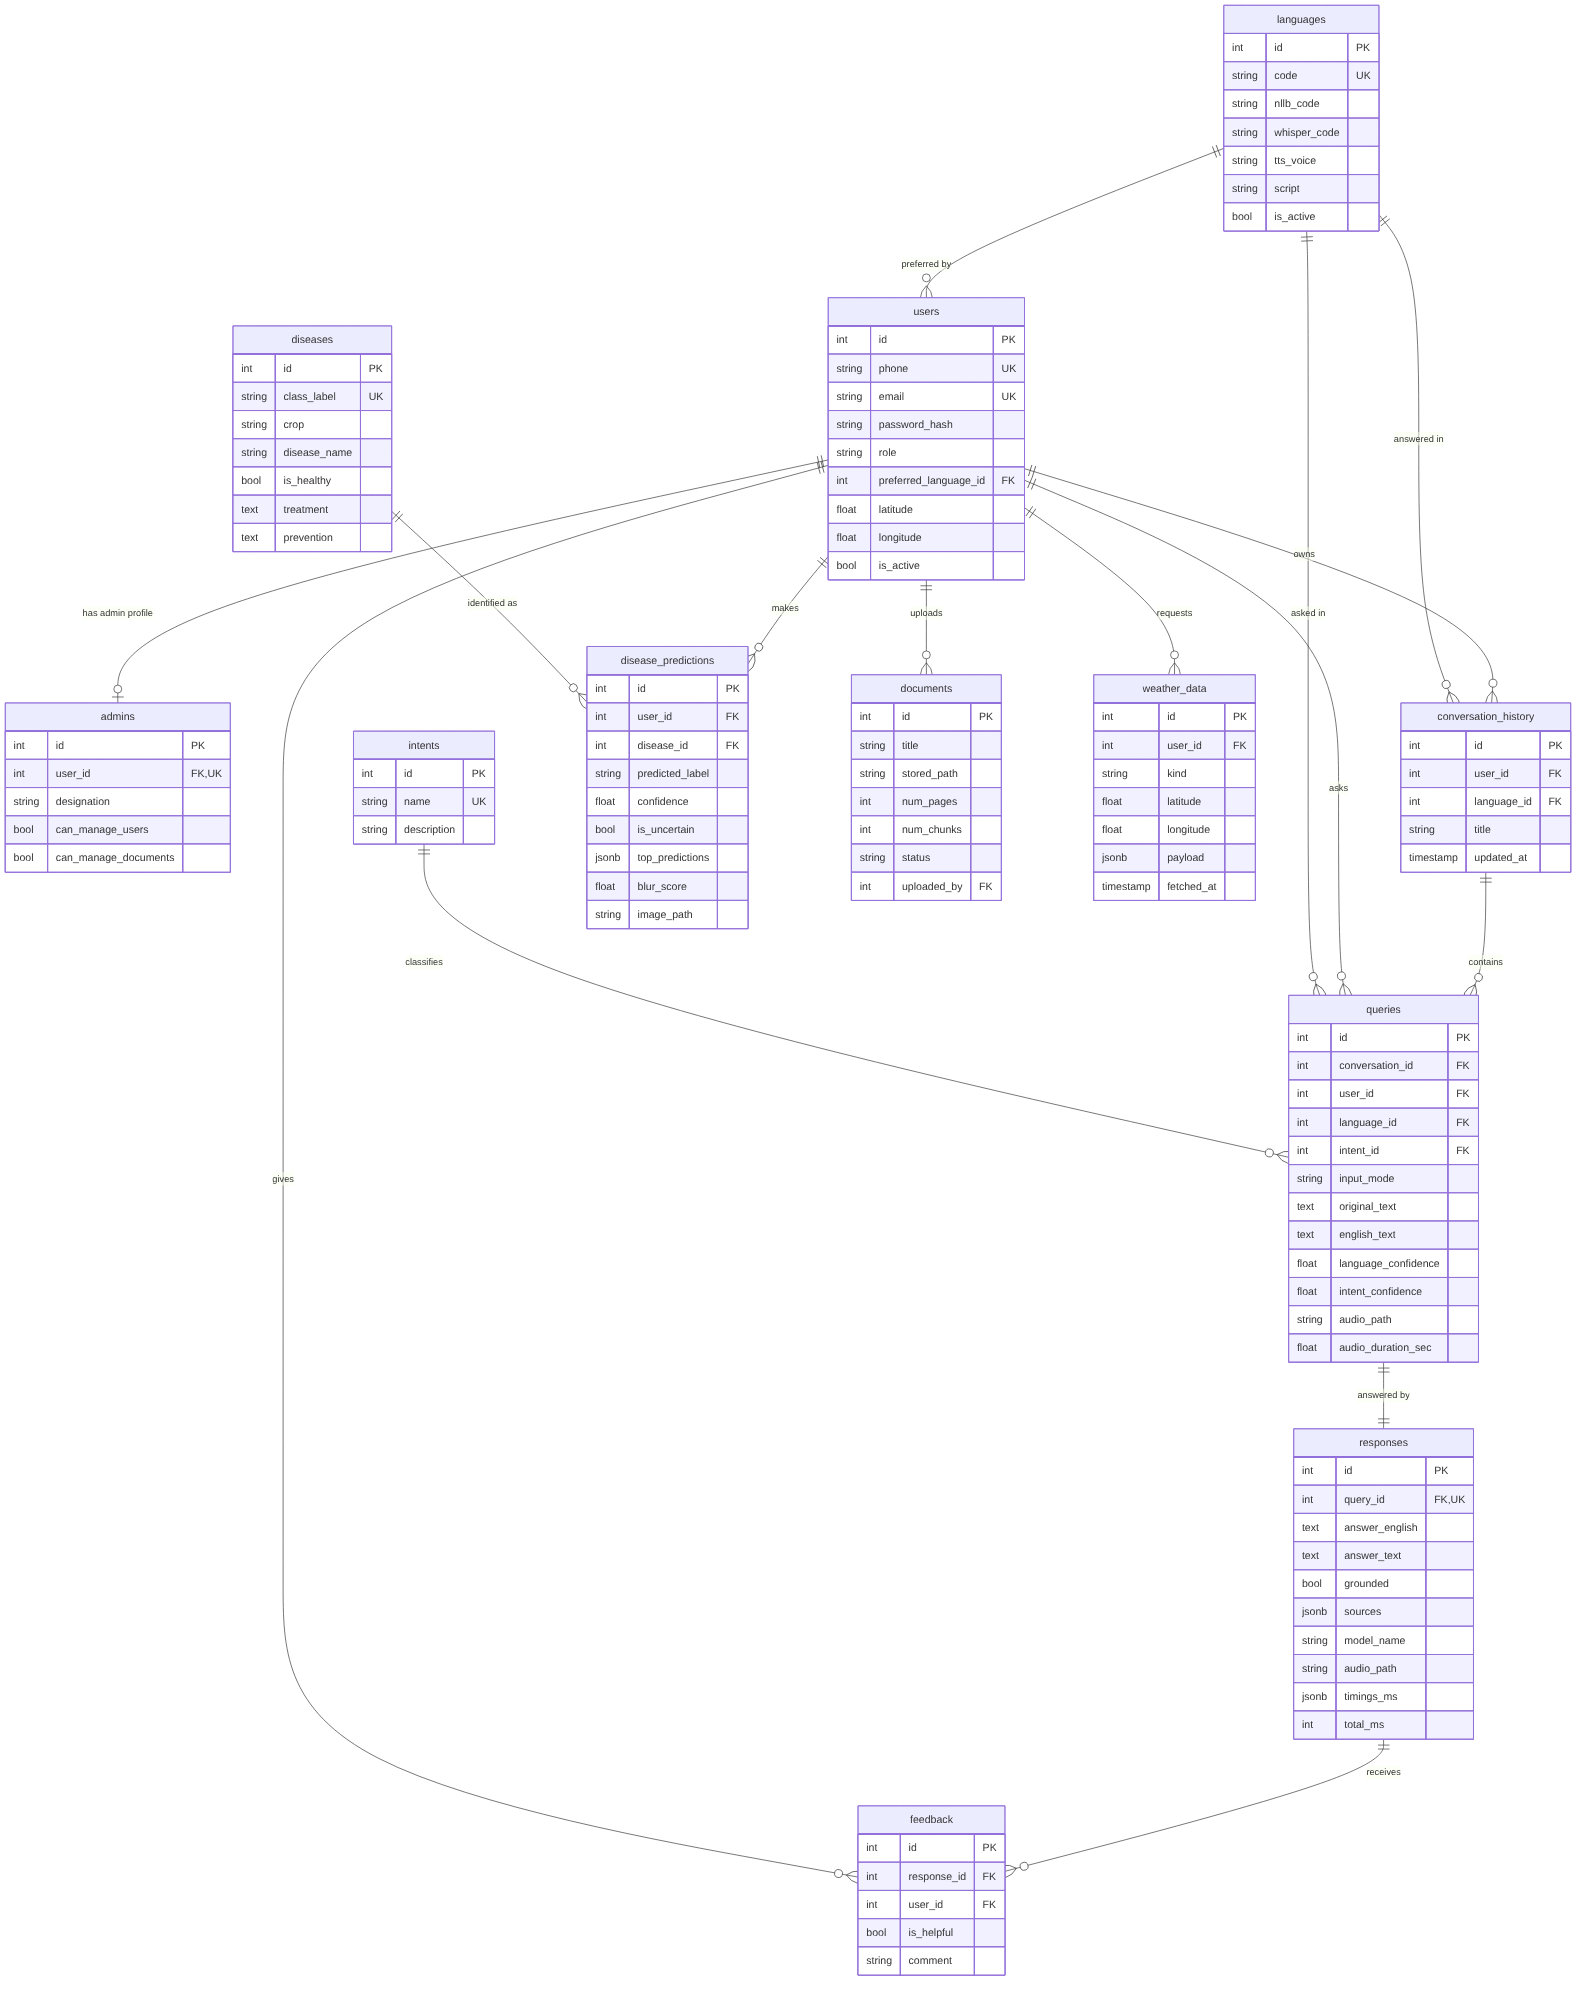 languages
int id PK
string code UK
string nllb_code
string whisper_code
string tts_voice
string script
bool is_active
preferred by
users
int id PK
string phone UK
string email UK
string password_hash
string role
int preferred_language_id FK
float latitude
float longitude
bool is_active
diseases
int id PK
string class_label UK
string crop
string disease_name
bool is_healthy
text treatment
text prevention
answered in
owns
asked in
has admin profile
identified as
makes
uploads
requests
asks
admins
int id PK
int user_id FK,UK
string designation
bool can_manage_users
bool can_manage_documents
intents
int id PK
string name UK
string description
disease_predictions
int id PK
int user_id FK
int disease_id FK
string predicted_label
float confidence
bool is_uncertain
jsonb top_predictions
float blur_score
string image_path
documents
int id PK
string title
string stored_path
int num_pages
int num_chunks
string status
int uploaded_by FK
weather_data
int id PK
int user_id FK
string kind
float latitude
float longitude
jsonb payload
timestamp fetched_at
conversation_history
int id PK
int user_id FK
int language_id FK
string title
timestamp updated_at
classifies
contains
queries
int id PK
int conversation_id FK
int user_id FK
int language_id FK
int intent_id FK
string input_mode
text original_text
text english_text
float language_confidence
float intent_confidence
string audio_path
float audio_duration_sec
gives
answered by
responses
int id PK
int query_id FK,UK
text answer_english
text answer_text
bool grounded
jsonb sources
string model_name
string audio_path
jsonb timings_ms
int total_ms
receives
feedback
int id PK
int response_id FK
int user_id FK
bool is_helpful
string comment